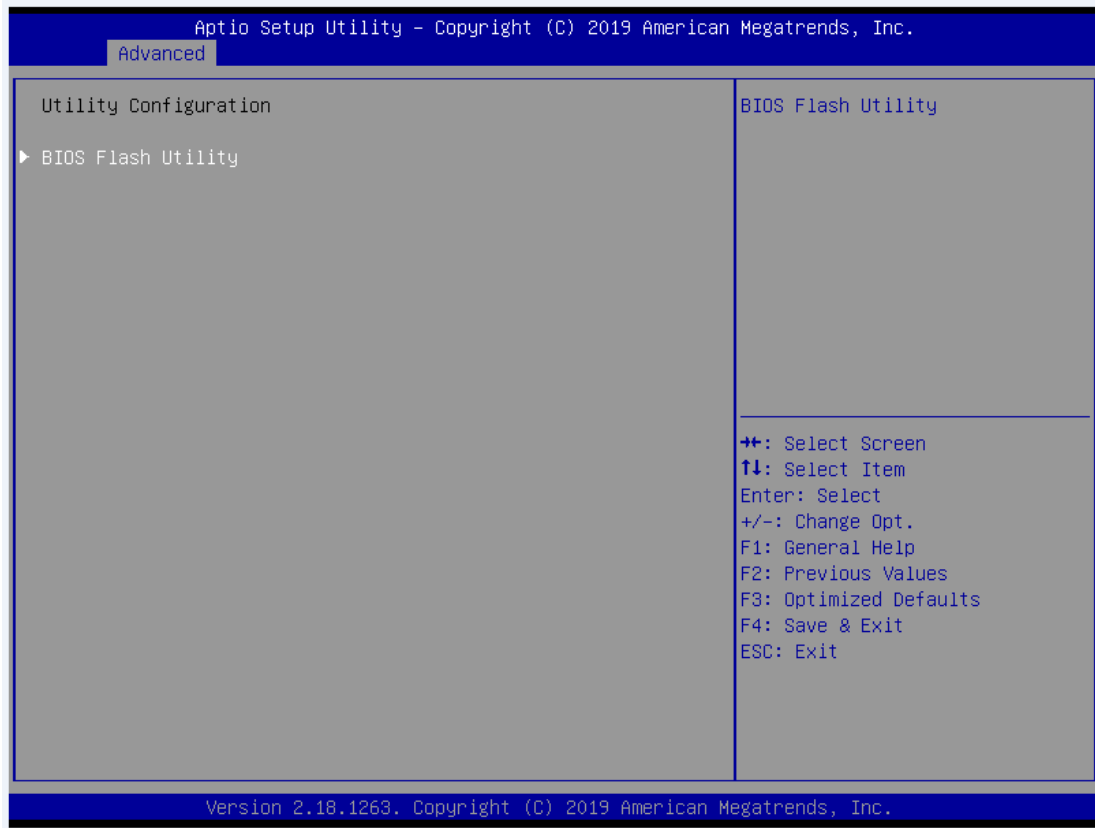 Aptio Setup Utility – Copyright (C) 2019 American Megatrends, Inc.
Advanced
Utility Configuration
BIOS Flash Utility
BIOS Flash Utility
→←: Select Screen
↑↓: Select Item
Enter: Select
+/-: Change Opt.
F1: General Help
F2: Previous Values
F3: Optimized Defaults
F4: Save & Exit
ESC: Exit
Version 2.18.1263. Copyright (C) 2019 American Megatrends, Inc.